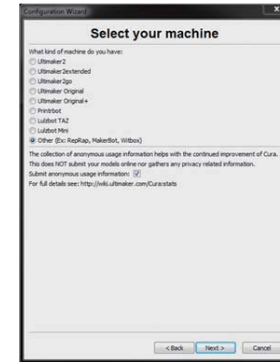 Configuration Wizard
X
Select your machine
What kind of machine do you have:
Ultimaker2
Ultimaker2extended
Ultimaker2go
Ultimaker Original
Ultimaker Original+
Printrbot
Lulzbot TAZ
Lulzbot Mini
Other (Ex: RepRap, MakerBot, Witbox)
The collection of anonymous usage information helps with the continued improvement of Cura.
This does NOT submit your models online nor gathers any privacy related information.
Submit anonymous usage information:
For full details see: http://wiki.ultimaker.com/Cura:stats
< Back Next > Cancel